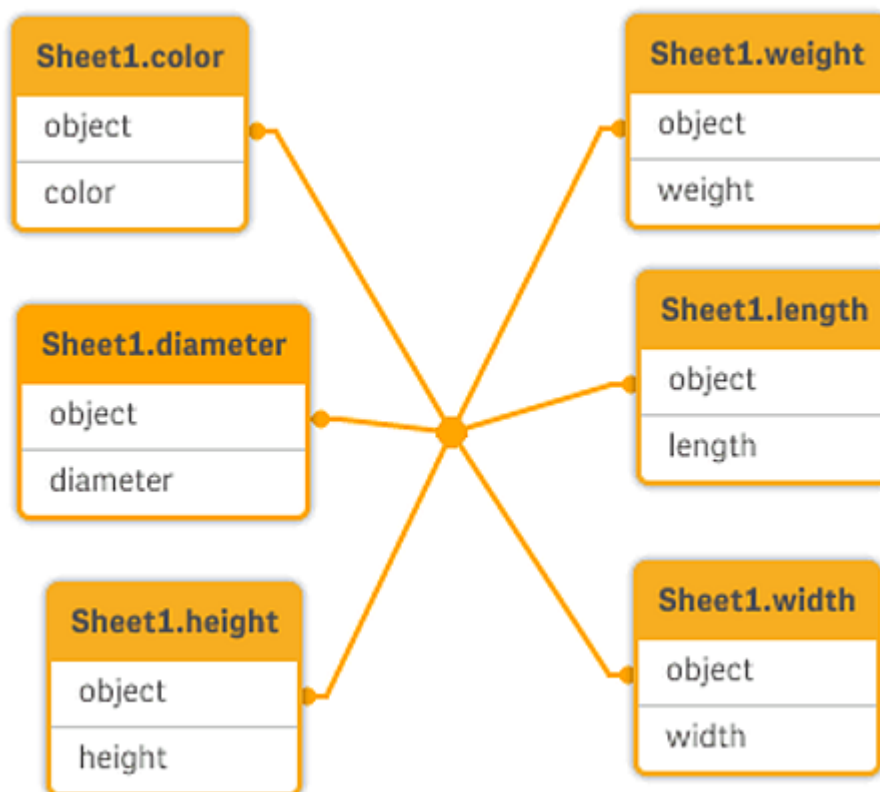 Sheet1.color
object
color
Sheet1.diameter
object
diameter
Sheet1.height
object
height
Sheet1.weight
object
weight
Sheet1.length
object
length
Sheet1.width
object
width